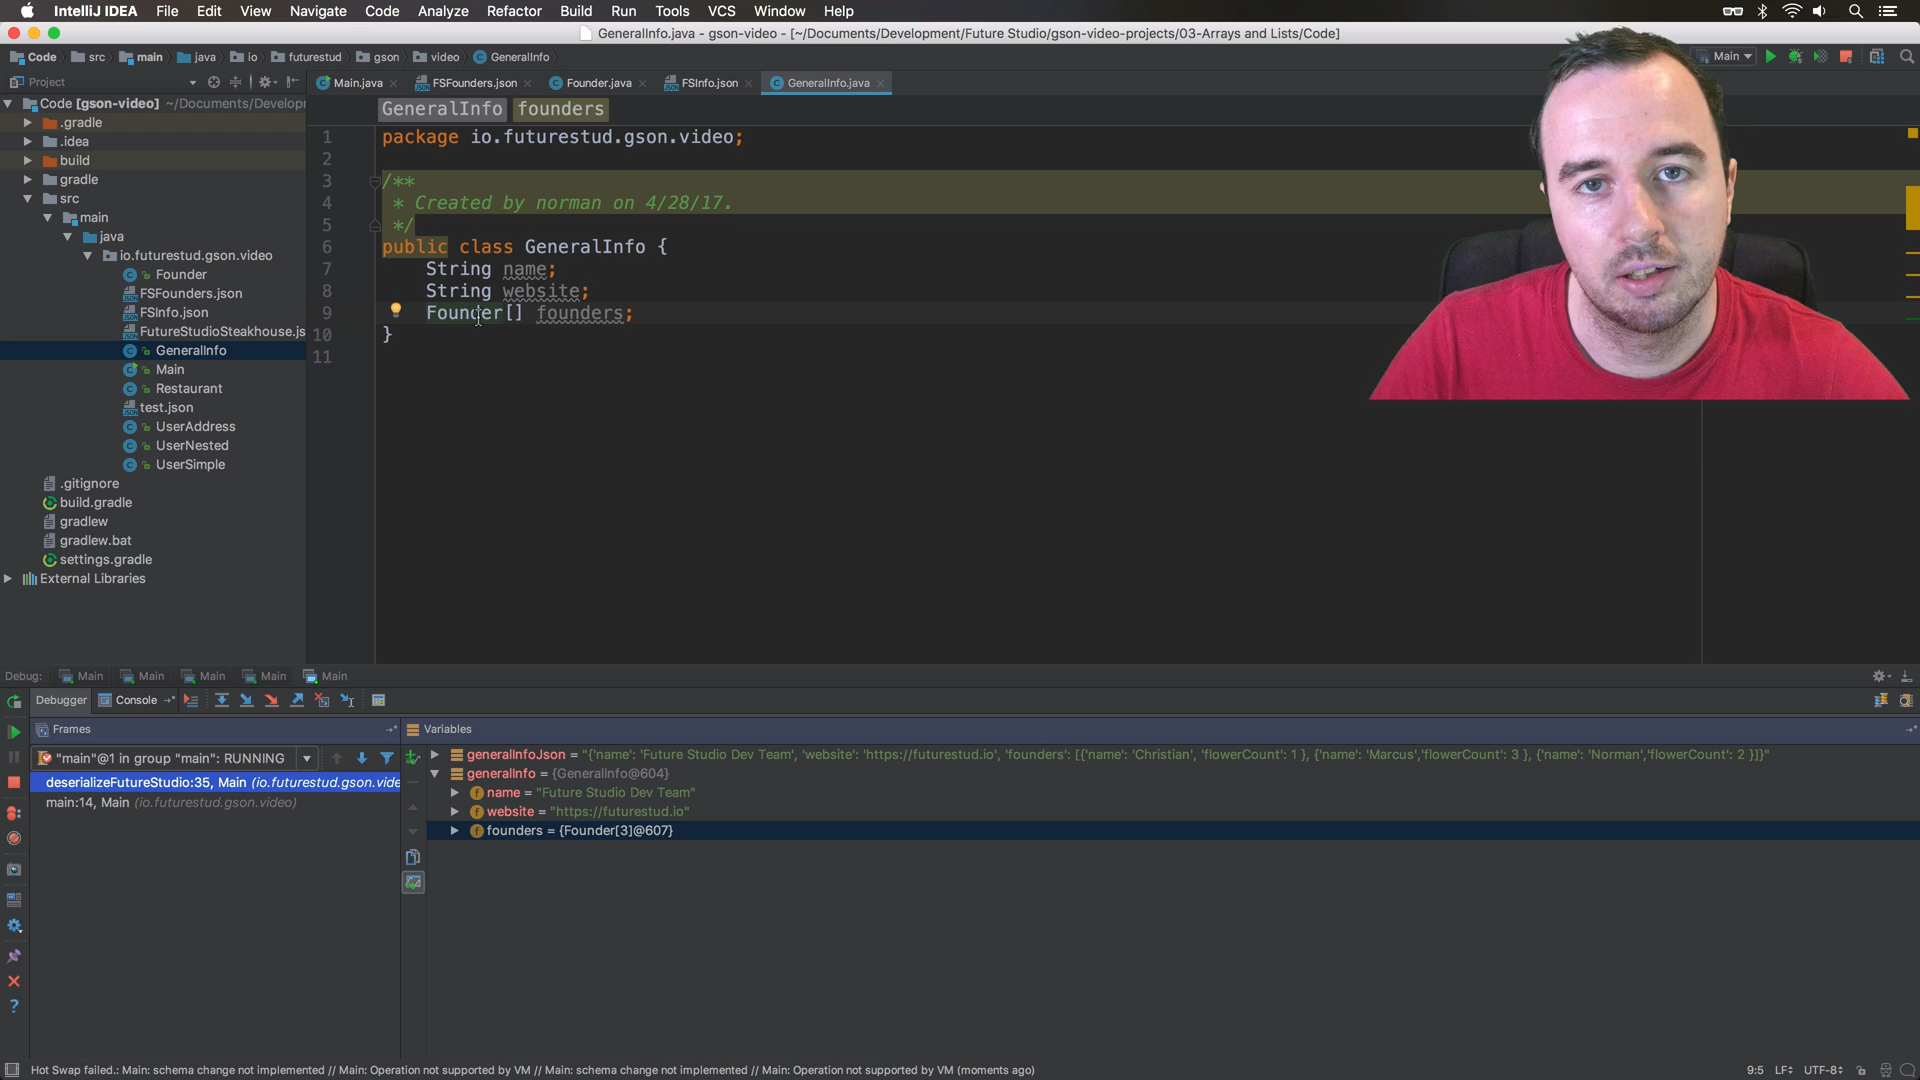 IntelliJ IDEA File Edit View Navigate Code Analyze Refactor Build Run Tools VCS Window Help
GeneralInfo.java - gson-video - [~/Documents/Development/Future Studio/gson-video-projects/03-Arrays and Lists/Code]
Code src main java io futurestud gson video GeneralInfo
Main
Project
Main.java FSFounders.json Founder.java FSInfo.json GeneralInfo.java
Code [gson-video] ~/Documents/Develop
GeneralInfo founders
.gradle
.idea
build
gradle
src
main
java
io.futurestud.gson.video
Founder
FSFounders.json
FSInfo.json
FutureStudioSteakhouse.js
GeneralInfo
Main
Restaurant
test.json
UserAddress
UserNested
UserSimple
.gitignore
build.gradle
gradlew
gradlew.bat
settings.gradle
External Libraries
1 package io.futurestud.gson.video;
2
3 /**
4 * Created by norman on 4/28/17.
5 */
6 public class GeneralInfo {
7 String name;
8 String website;
9 Founder[] founders;
10 }
11
Debug: Main Main Main Main Main
Debugger Console
Frames
Variables
"main"@1 in group "main": RUNNING
deserializeFutureStudio:35, Main (io.futurestud.gson.vide
main:14, Main (io.futurestud.gson.video)
generalInfoJson = "{'name': 'Future Studio Dev Team', 'website': 'https://futurestud.io', 'founders': [{'name': 'Christian', 'flowerCount': 1 }, {'name': 'Marcus','flowerCount': 3 }, {'name': 'Norman','flowerCount': 2 }]}"
generalInfo = {GeneralInfo@604}
name = "Future Studio Dev Team"
website = "https://futurestud.io"
founders = {Founder[3]@607}
Hot Swap failed.: Main: schema change not implemented // Main: Operation not supported by VM // Main: schema change not implemented // Main: Operation not supported by VM (moments ago)
9:5 LF UTF-8